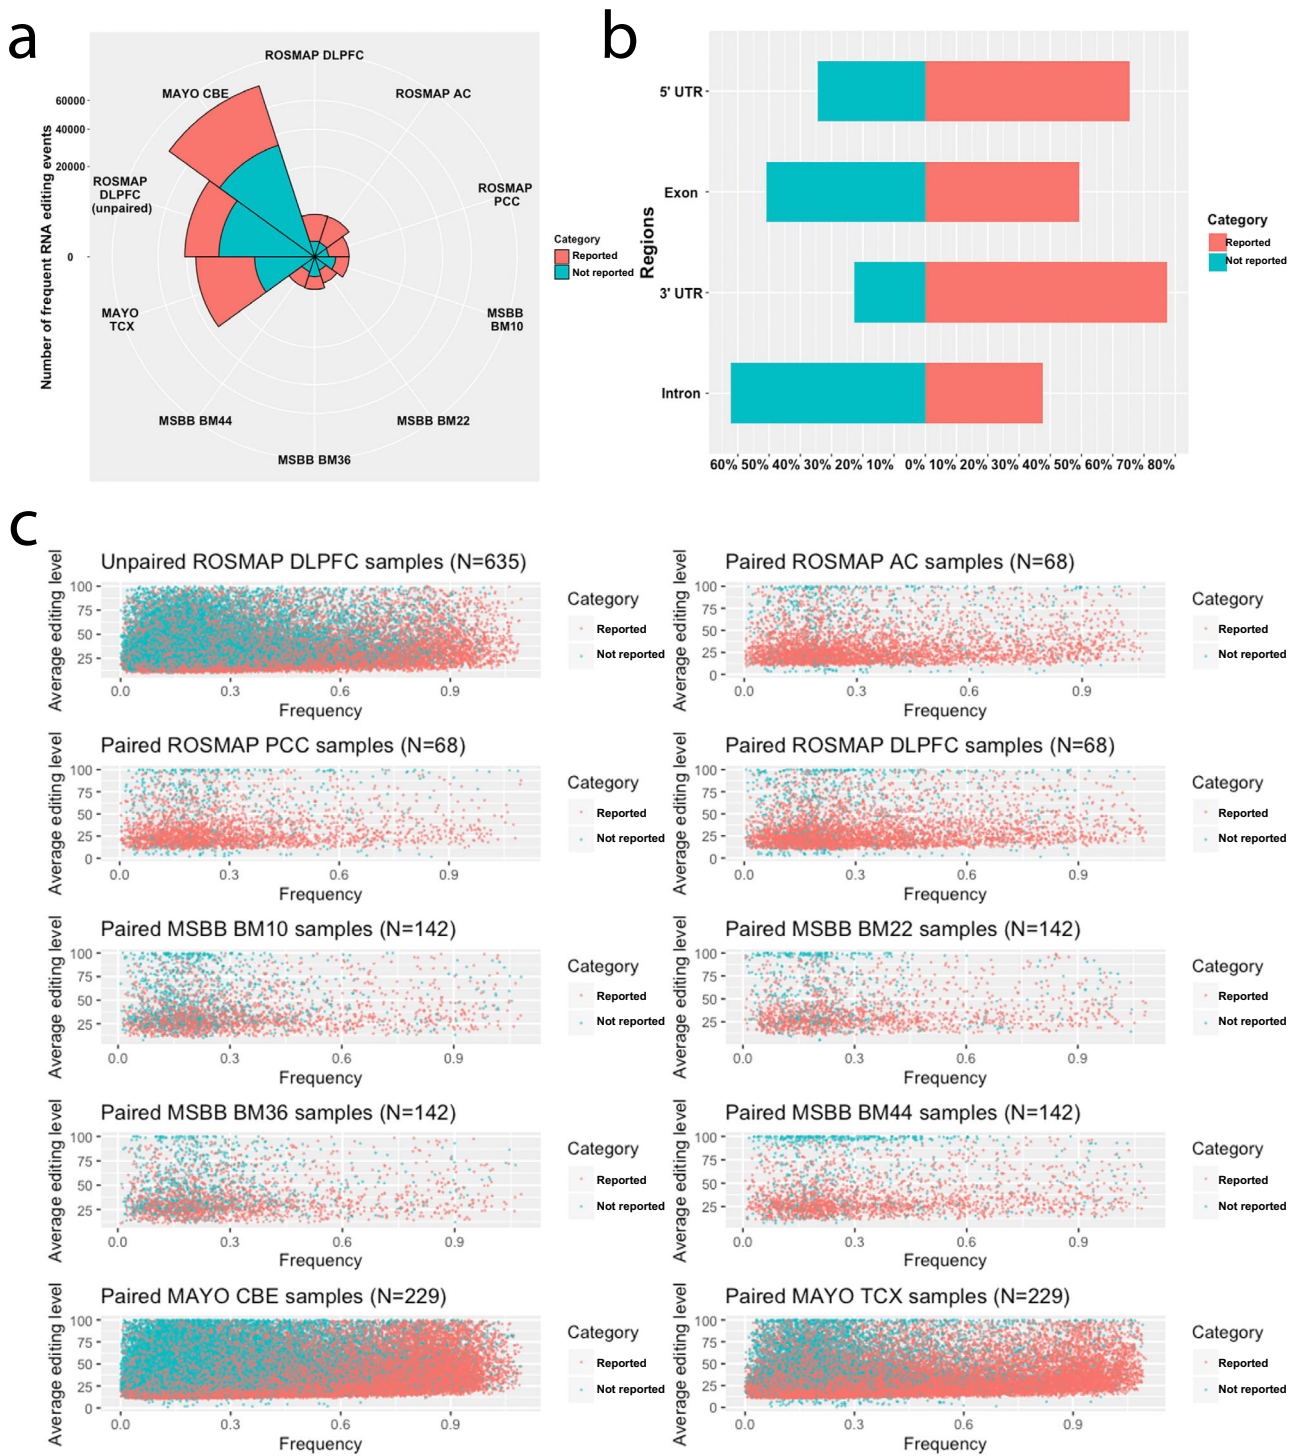 a
ROSMAP DLPFC
MAYO CBE
ROSMAP AC
60000
40000
20000
0
ROSMAP
DLPFC
(unpaired)
ROSMAP
PCC
MAYO
TCX
MSBB
BM10
MSBB BM44
MSBB BM22
MSBB BM36
Number of frequent RNA editing events
Category
Reported
Not reported
b
5' UTR
Exon
3' UTR
Intron
Regions
60% 50% 40% 30% 20% 10% 0% 10% 20% 30% 40% 50% 60% 70% 80%
Category
Reported
Not reported
c
Unpaired ROSMAP DLPFC samples (N=635)
Average editing level
100
75
50
25
0.0 0.3 0.6 0.9
Frequency
Category
Reported
Not reported
Paired ROSMAP AC samples (N=68)
Average editing level
100
75
50
25
0
0.0 0.3 0.6 0.9
Frequency
Category
Reported
Not reported
Paired ROSMAP PCC samples (N=68)
Average editing level
100
75
50
25
0
0.0 0.3 0.6 0.9
Frequency
Category
Reported
Not reported
Paired ROSMAP DLPFC samples (N=68)
Average editing level
100
75
50
25
0
0.0 0.3 0.6 0.9
Frequency
Category
Reported
Not reported
Paired MSBB BM10 samples (N=142)
Average editing level
100
75
50
25
0.0 0.3 0.6 0.9
Frequency
Category
Reported
Not reported
Paired MSBB BM22 samples (N=142)
Average editing level
100
75
50
25
0.0 0.3 0.6 0.9
Frequency
Category
Reported
Not reported
Paired MSBB BM36 samples (N=142)
Average editing level
100
75
50
25
0.0 0.3 0.6 0.9
Frequency
Category
Reported
Not reported
Paired MSBB BM44 samples (N=142)
Average editing level
100
75
50
25
0.0 0.3 0.6 0.9
Frequency
Category
Reported
Not reported
Paired MAYO CBE samples (N=229)
Average editing level
100
75
50
25
0
0.0 0.3 0.6 0.9
Frequency
Category
Reported
Not reported
Paired MAYO TCX samples (N=229)
Average editing level
100
75
50
25
0
0.0 0.3 0.6 0.9
Frequency
Category
Reported
Not reported